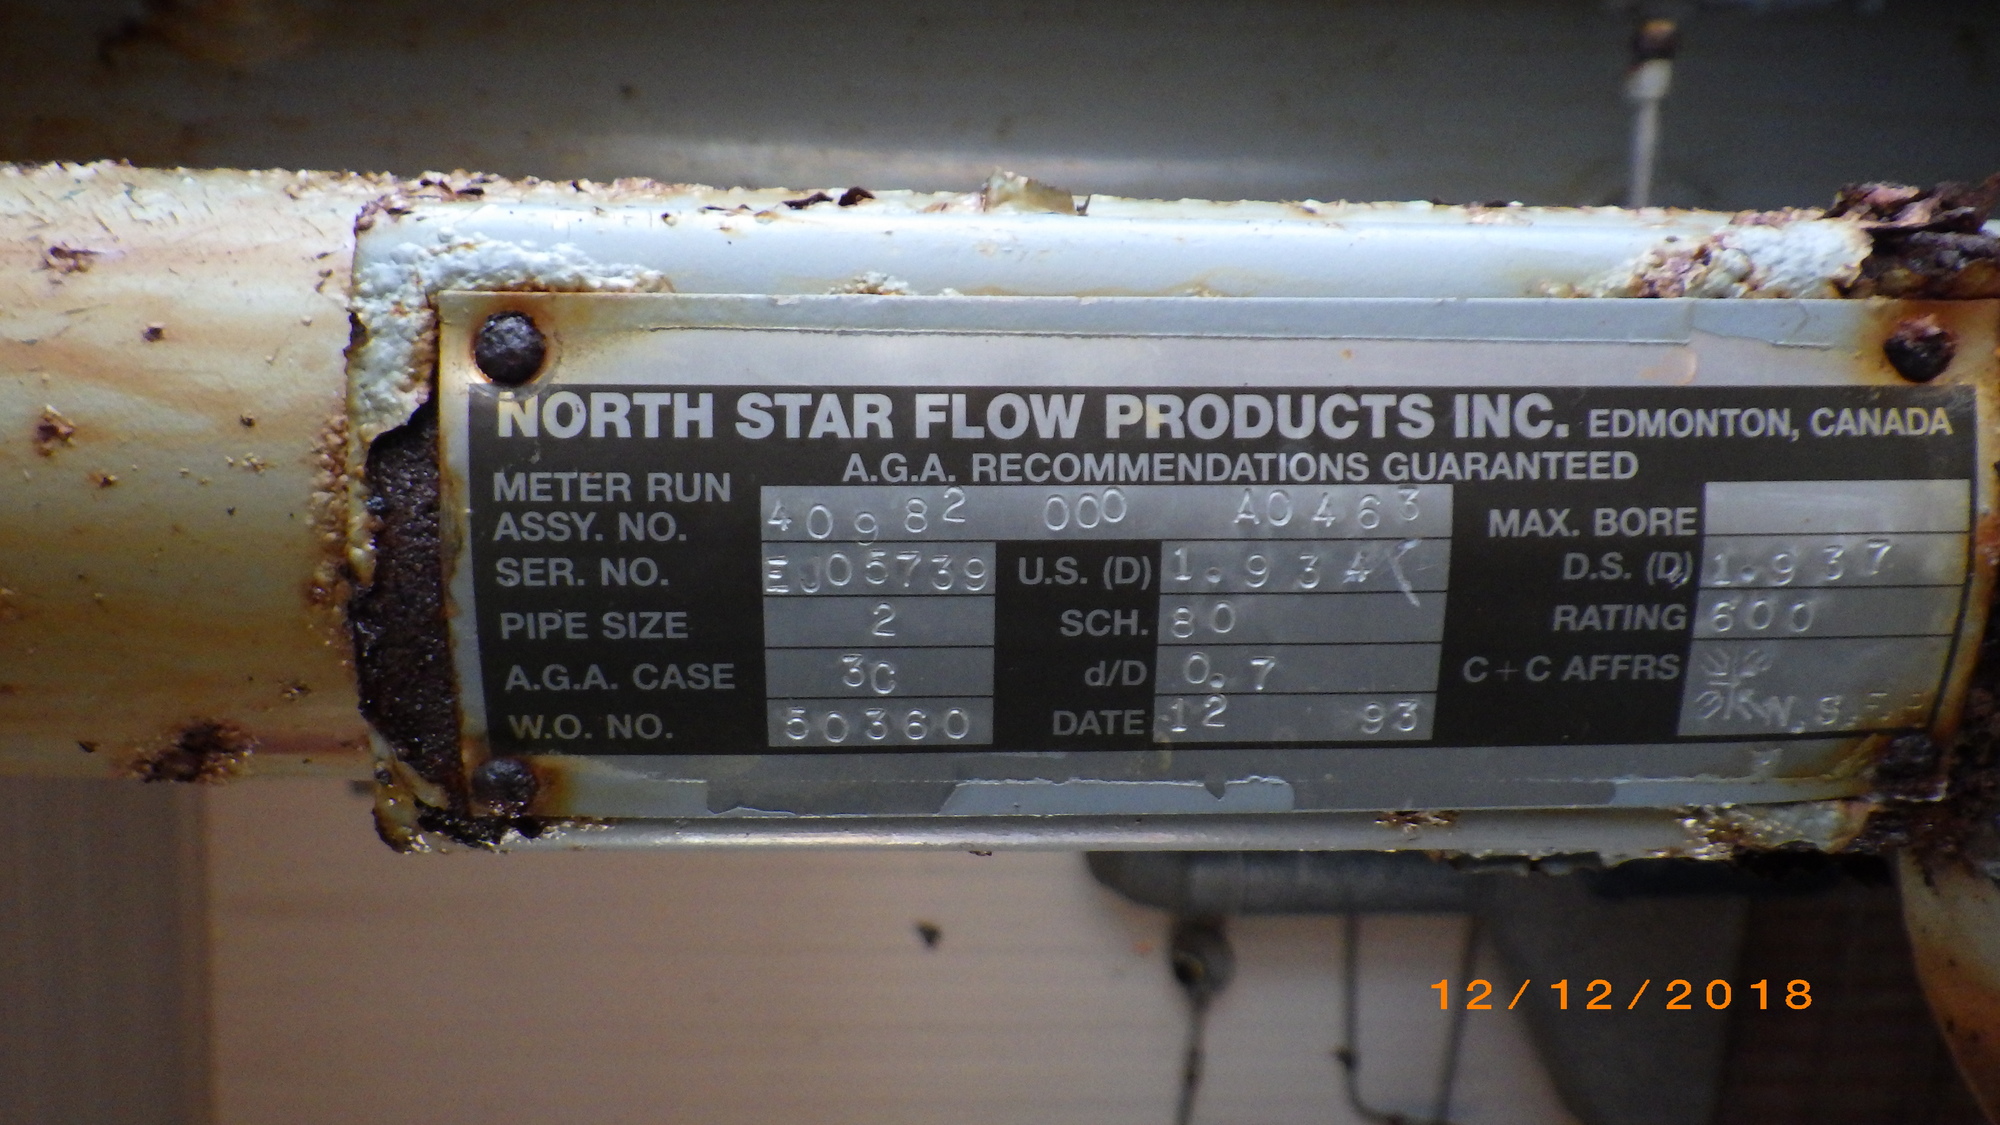 NORTH STAR FLOW PRODUCTS INC. EDMONTON, CANADA
A.G.A. RECOMMENDATIONS GUARANTEED
METER RUN
ASSY. NO. 40982 000 A0463 MAX. BORE
SER. NO. EJ05739 U.S. (D) 1.934 D.S. (D) 1.937
PIPE SIZE 2 SCH. 80 RATING 600
A.G.A. CASE 3C d/D 0.7 C+C AFFRS
W.O. NO. 50360 DATE 12 93
12/12/2018